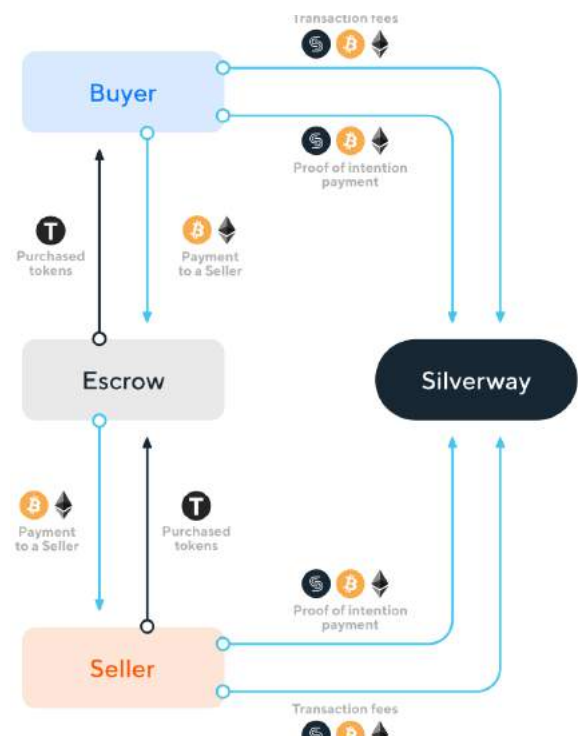 Transaction fees
Buyer
Proof of intention
payment
T
Purchased
tokens
Payment
to a Seller
Escrow
Silverway
T
Payment
to a Seller
Purchased
tokens
Proof of intention
payment
Seller
Transaction fees